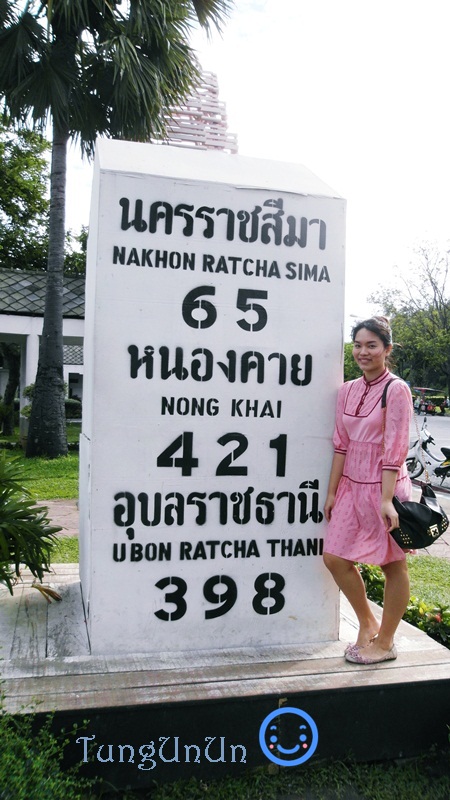 นครราชสีมา
NAKHON RATCHA SIMA
65
หนองคาย
NONG KHAI
421
อุบลราชธานี
UBON RATCHA THANI
398
TungUnUn